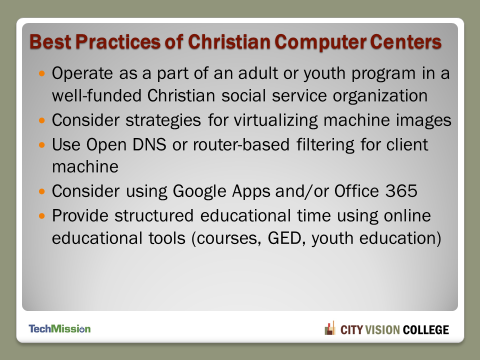 Best Practices of Christian Computer Centers
• Operate as a part of an adult or youth program in a
well-funded Christian social service organization
• Consider strategies for virtualizing machine images
• Use Open DNS or router-based filtering for client
machine
• Consider using Google Apps and/or Office 365
• Provide structured educational time using online
educational tools (courses, GED, youth education)
TechMission
CITY VISION COLLEGE